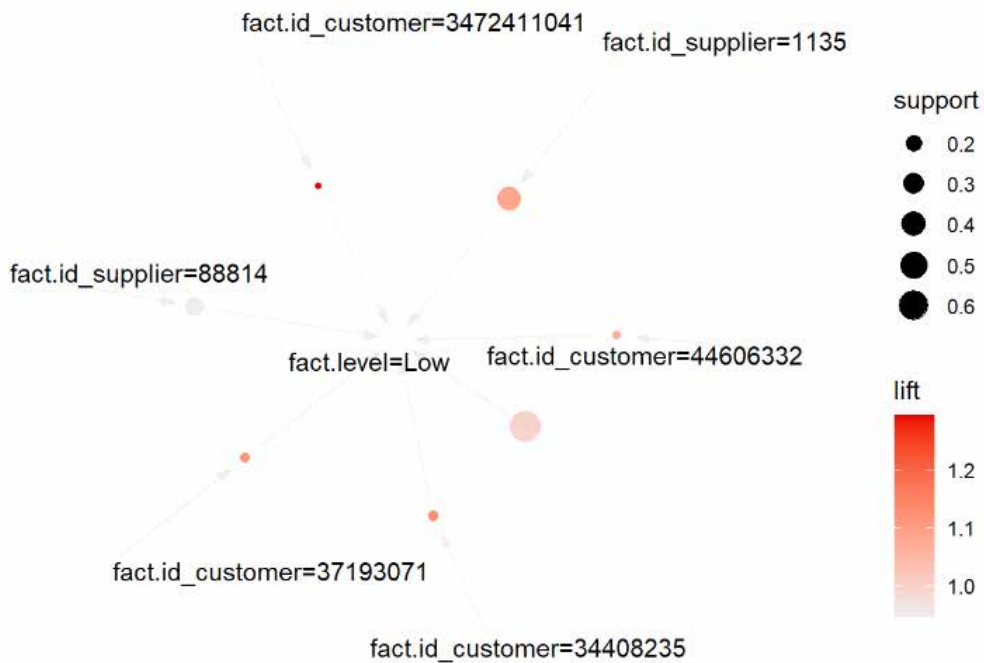 fact.id_customer=3472411041
fact.id_supplier=1135
fact.id_supplier=88814
fact.level=Low
fact.id_customer=44606332
fact.id_customer=37193071
fact.id_customer=34408235
support
0.2
0.3
0.4
0.5
0.6
lift
1.2
1.1
1.0